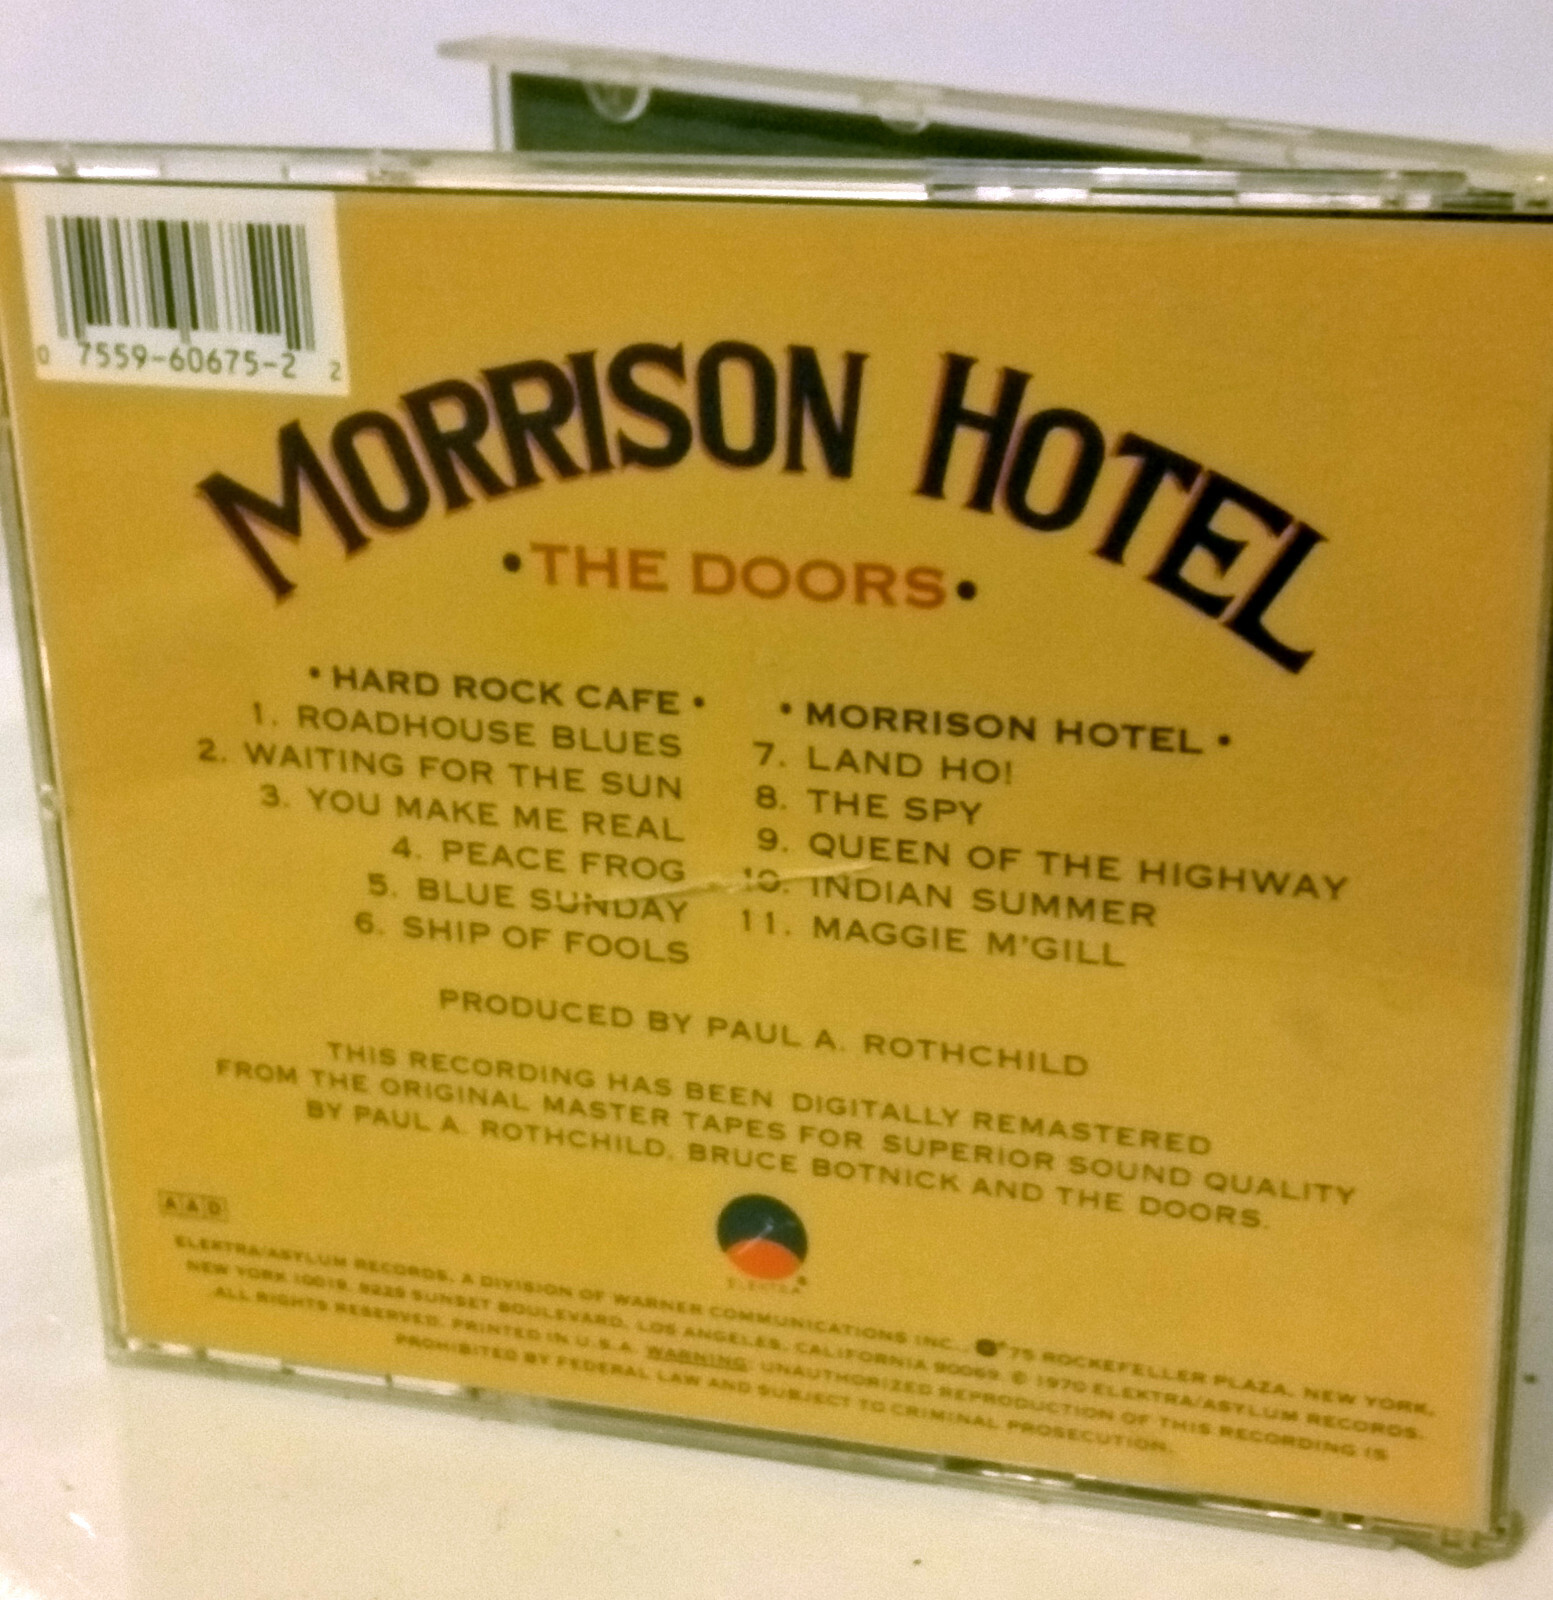 0 7559-60675-2 2
MORRISON HOTEL
•THE DOORS•
• HARD ROCK CAFE •
1. ROADHOUSE BLUES
2. WAITING FOR THE SUN
3. YOU MAKE ME REAL
4. PEACE FROG
5. BLUE SUNDAY
6. SHIP OF FOOLS
• MORRISON HOTEL •
7. LAND HO!
8. THE SPY
9. QUEEN OF THE HIGHWAY
10. INDIAN SUMMER
11. MAGGIE M'GILL
PRODUCED BY PAUL A. ROTHCHILD
THIS RECORDING HAS BEEN DIGITALLY REMASTERED
FROM THE ORIGINAL MASTER TAPES FOR SUPERIOR SOUND QUALITY
BY PAUL A. ROTHCHILD, BRUCE BOTNICK AND THE DOORS.
AAD
ELEKTRA®
ELEKTRA/ASYLUM RECORDS, A DIVISION OF WARNER COMMUNICATIONS INC., 75 ROCKEFELLER PLAZA, NEW YORK,
NEW YORK 10019. 9229 SUNSET BOULEVARD, LOS ANGELES, CALIFORNIA 90069. © 1970 ELEKTRA/ASYLUM RECORDS.
ALL RIGHTS RESERVED. PRINTED IN U.S.A. WARNING: UNAUTHORIZED REPRODUCTION OF THIS RECORDING IS
PROHIBITED BY FEDERAL LAW AND SUBJECT TO CRIMINAL PROSECUTION.